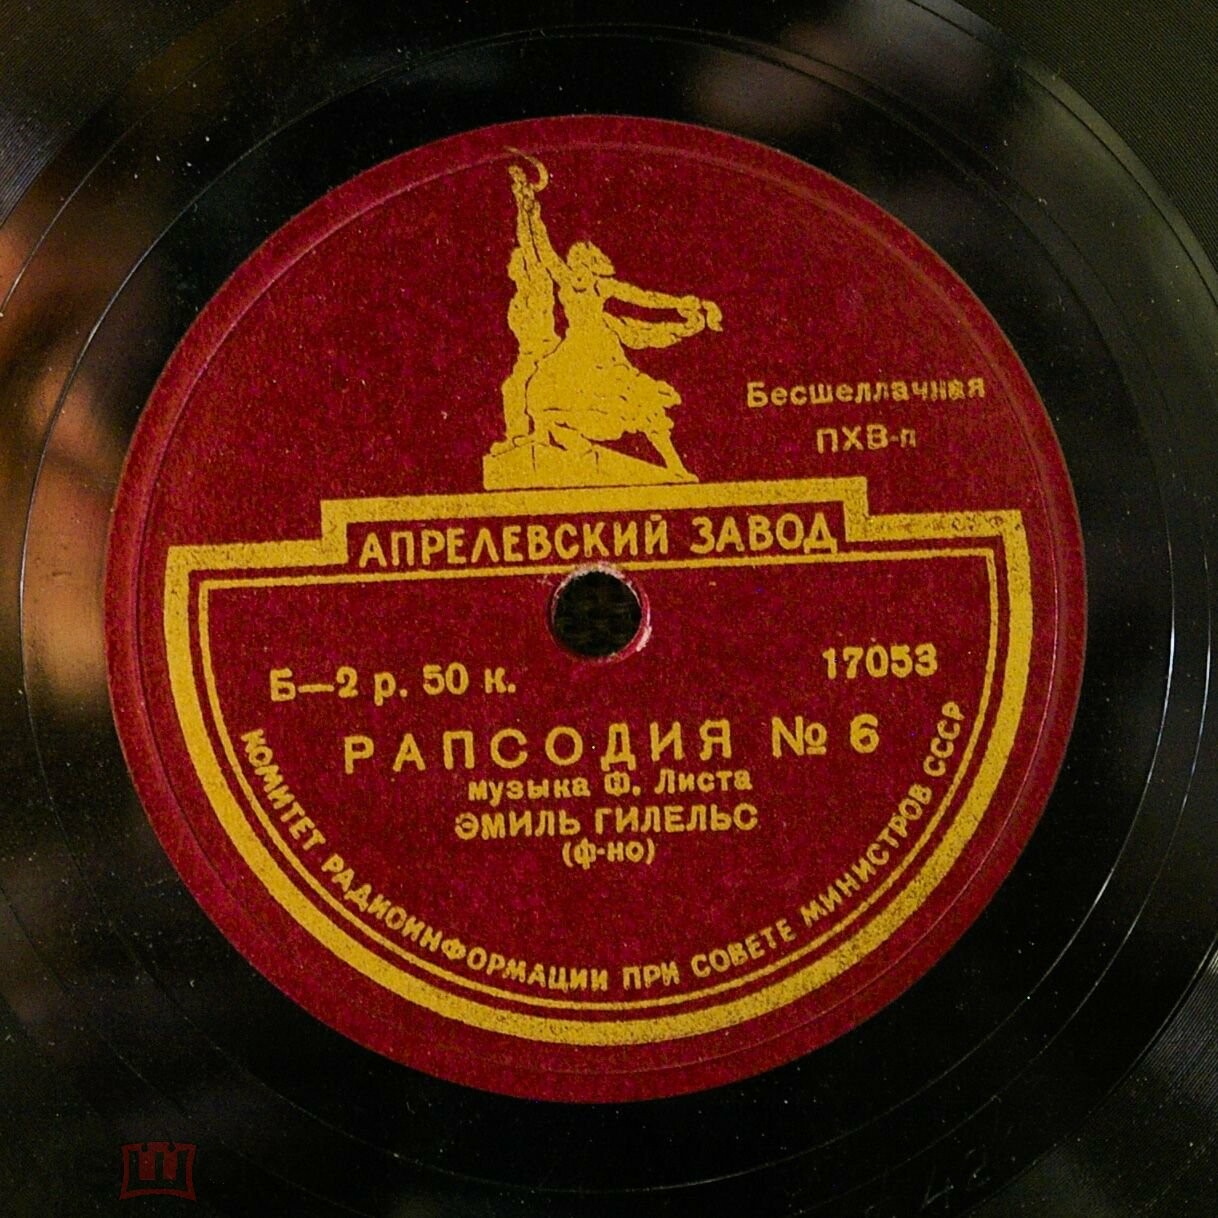 Бесшеллачная
ПХВ-п
АПРЕЛЕВСКИЙ ЗАВОД
Б—2 р. 50 к.
17053
РАПСОДИЯ № 6
музыка Ф. Листа
ЭМИЛЬ ГИЛЕЛЬС
(ф-но)
КОМИТЕТ РАДИОИНФОРМАЦИИ ПРИ СОВЕТЕ МИНИСТРОВ СССР